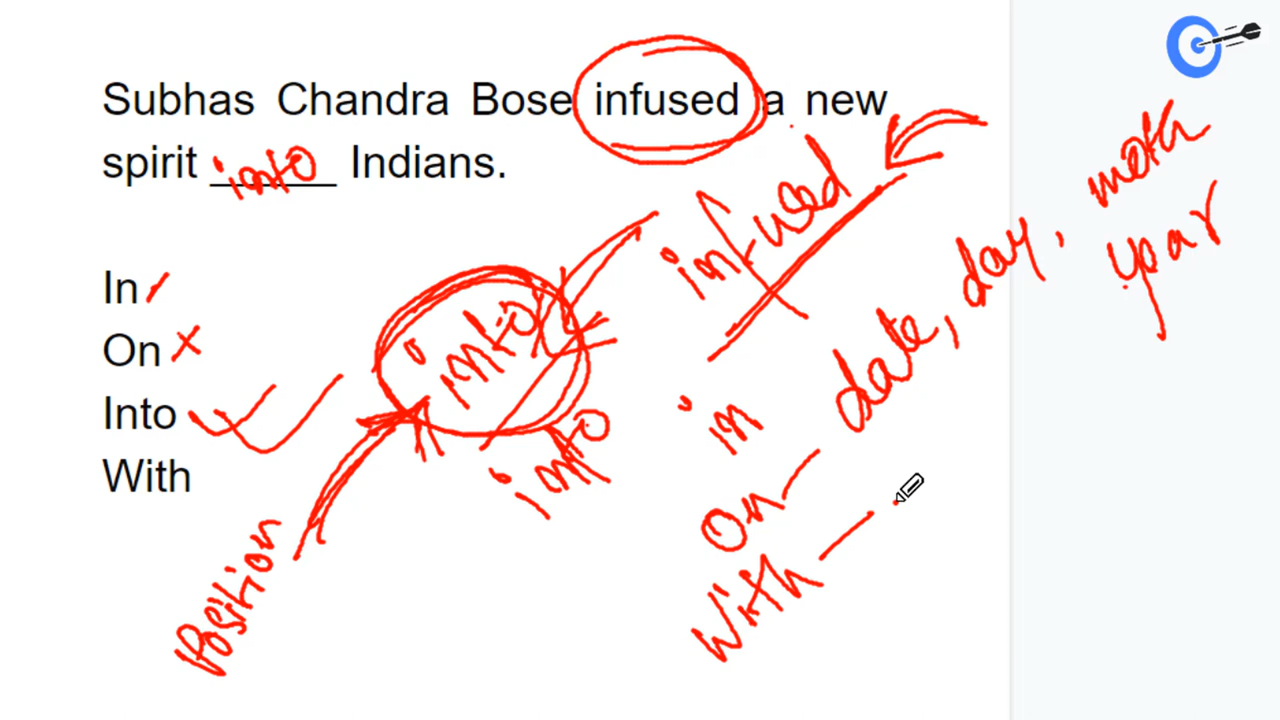 Subhas Chandra Bose infused a new
spirit into Indians.
In
On
Into
With
infused
into
into
in
On date, day, moth
year
With
Position